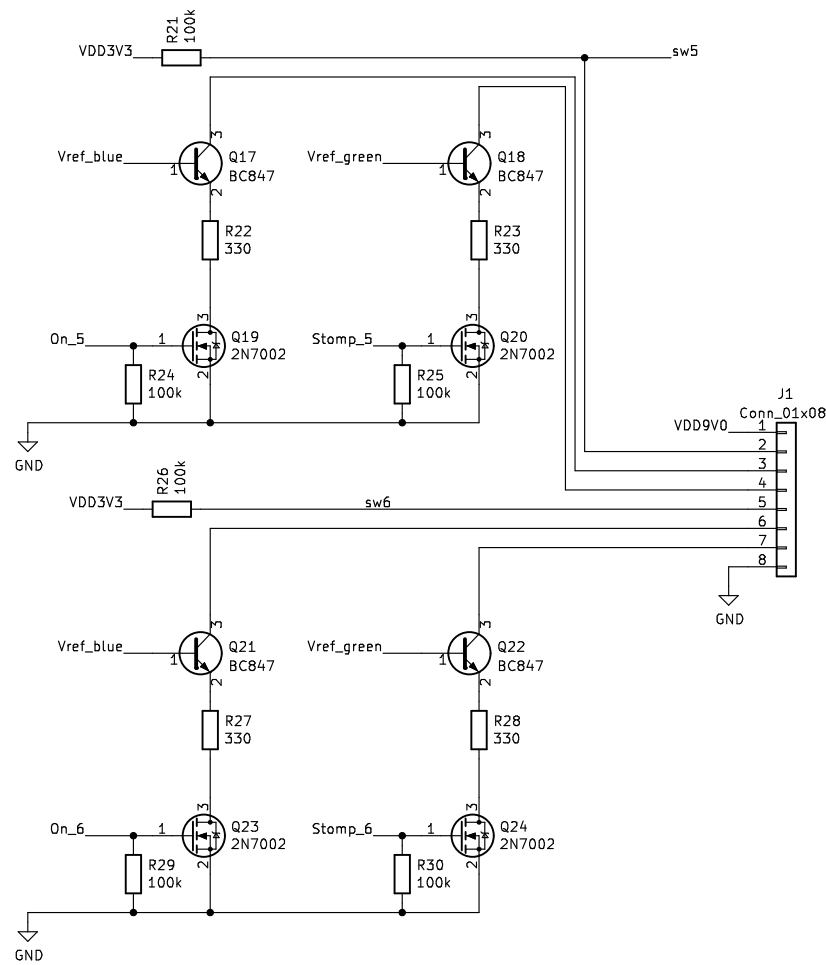 R21
100k
VDD3V3
sw5
3
3
Vref_blue
1
Q17
BC847
Vref_green
1
Q18
BC847
2
2
R22
330
R23
330
3
3
On_5
1
Q19
2N7002
Stomp_5
1
Q20
2N7002
2
2
R24
100k
R25
100k
GND
J1
Conn_01x08
VDD9V0
1
2
3
4
5
6
7
8
GND
R26
100k
VDD3V3
sw6
3
3
Vref_blue
1
Q21
BC847
Vref_green
1
Q22
BC847
2
2
R27
330
R28
330
3
3
On_6
1
Q23
2N7002
Stomp_6
1
Q24
2N7002
2
2
R29
100k
R30
100k
GND